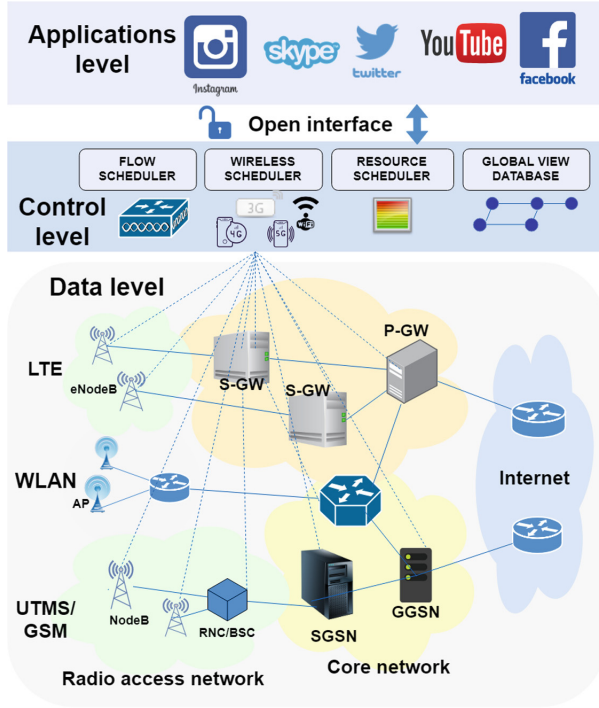 Applications
level
Instagram
skype
twitter
YouTube
facebook
Open interface
FLOW
SCHEDULER
WIRELESS
SCHEDULER
RESOURCE
SCHEDULER
GLOBAL VIEW
DATABASE
Control
level
3G
WiFi
4G
5G
Data level
P-GW
LTE
S-GW
eNodeB
S-GW
WLAN
AP
Internet
UTMS/
GSM
NodeB
RNC/BSC
SGSN
GGSN
Radio access network
Core network